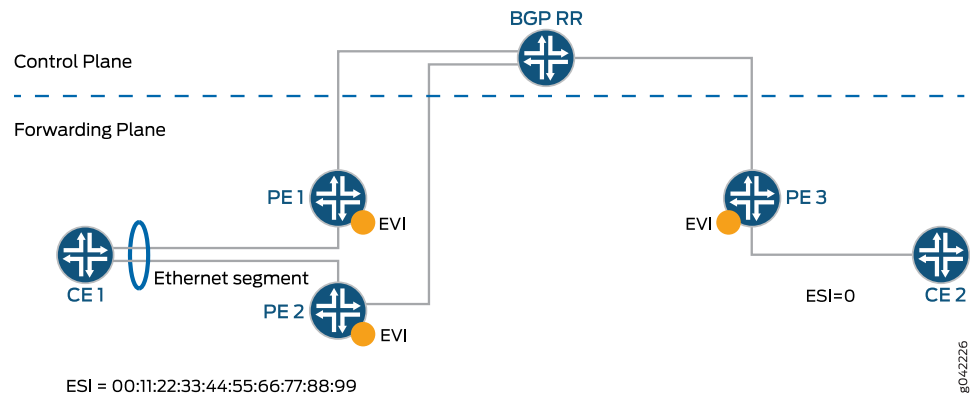 BGP RR
Control Plane
Forwarding Plane
PE 1
EVI
PE 3
EVI
CE 1
Ethernet segment
PE 2
EVI
ESI=0
CE 2
ESI = 00:11:22:33:44:55:66:77:88:99
g042226